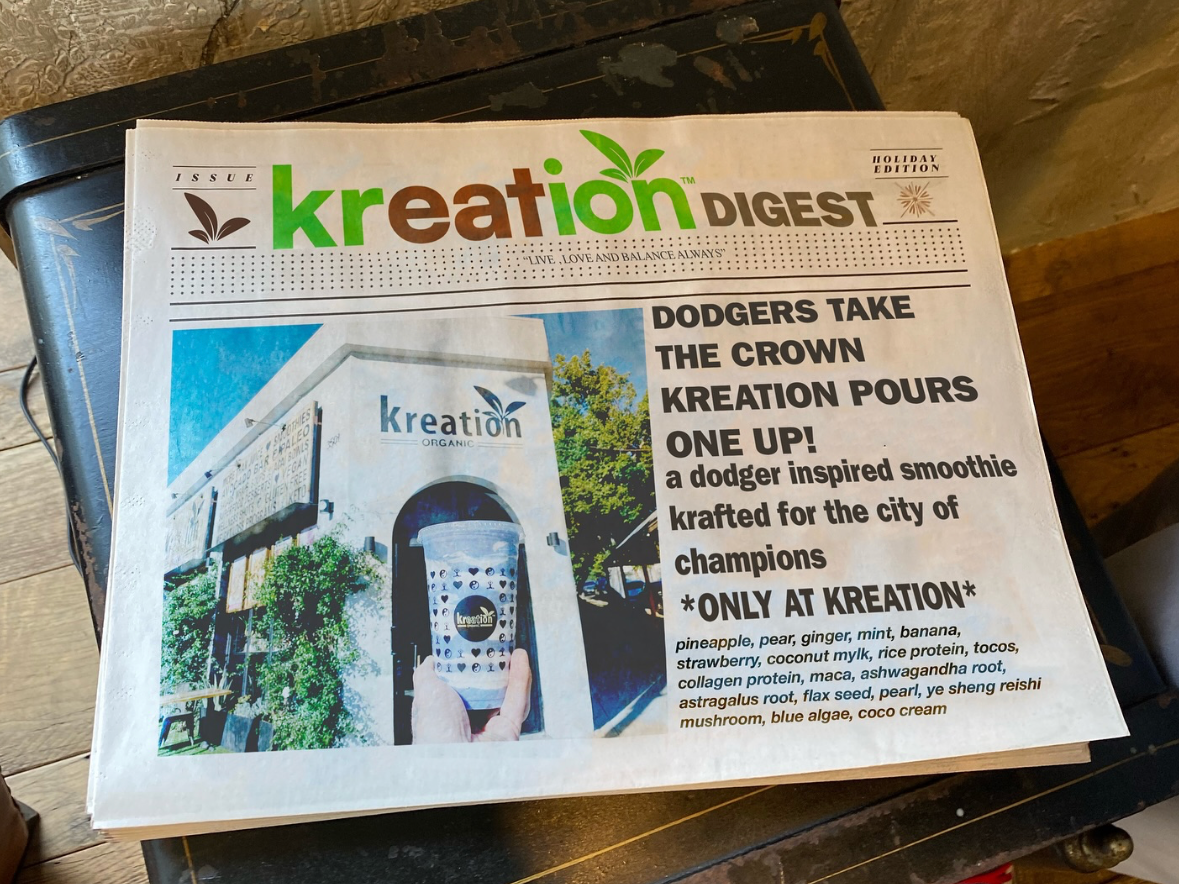 ISSUE
kreation™ DIGEST
HOLIDAY
EDITION
"LIVE ,LOVE AND BALANCE ALWAYS"
DODGERS TAKE
THE CROWN
KREATION POURS
ONE UP!
a dodger inspired smoothie
krafted for the city of
champions
*ONLY AT KREATION*
pineapple, pear, ginger, mint, banana,
strawberry, coconut mylk, rice protein, tocos,
collagen protein, maca, ashwagandha root,
astragalus root, flax seed, pearl, ye sheng reishi
mushroom, blue algae, coco cream
kreation
ORGANIC
SMOOTHIES
kreation